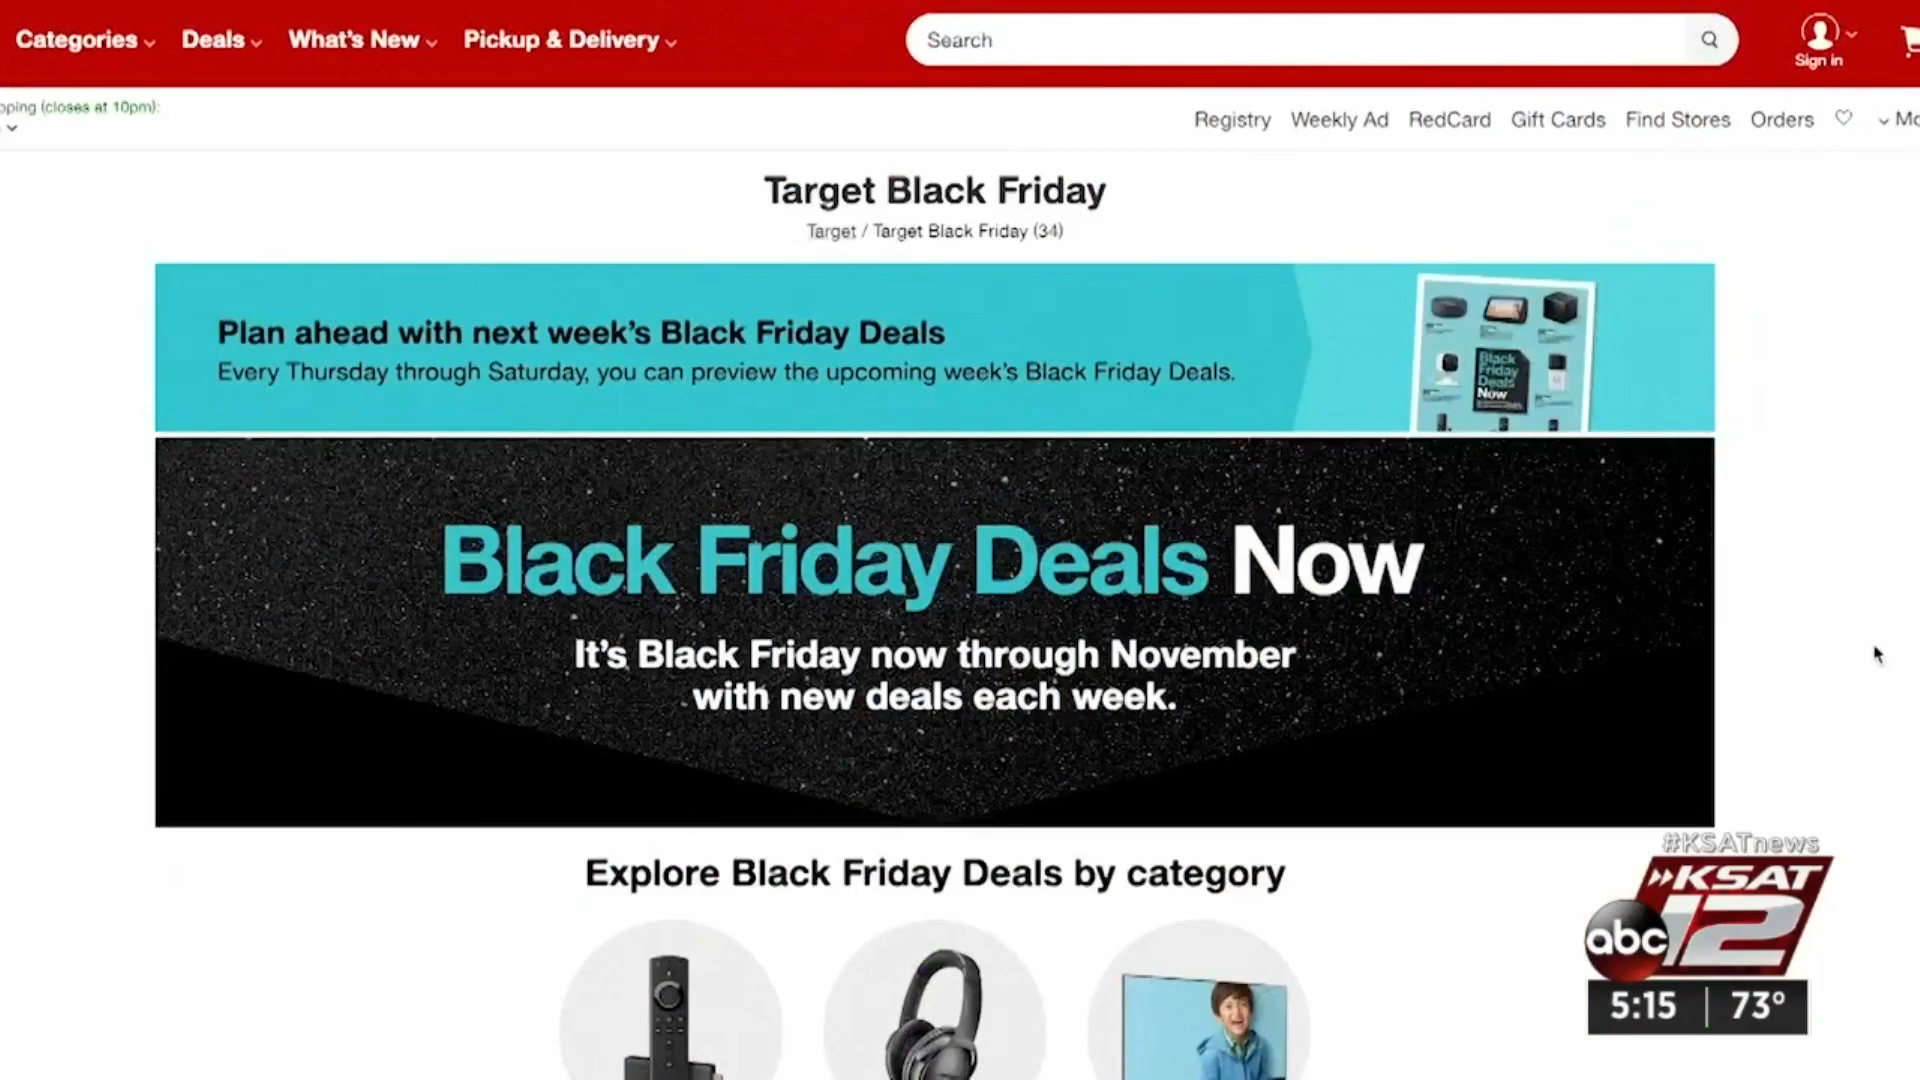 Categories Deals What's New Pickup & Delivery Search Sign in
(closes at 10pm):
Registry Weekly Ad RedCard Gift Cards Find Stores Orders
Target Black Friday
Target / Target Black Friday (34)
Plan ahead with next week's Black Friday Deals
Every Thursday through Saturday, you can preview the upcoming week's Black Friday Deals.
Black
Friday
Deals
Now
Black Friday Deals Now
It's Black Friday now through November
with new deals each week.
Explore Black Friday Deals by category
#KSATnews
KSAT
abc 12
5:15 73°